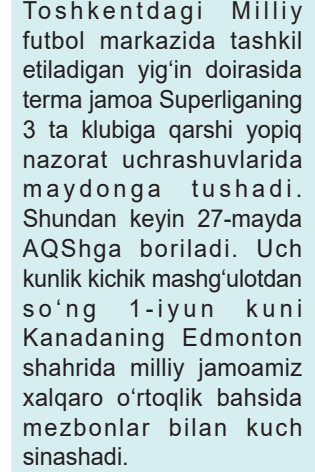 Toshkentdagi Milliy
futbol markazida tashkil
etiladigan yig‘in doirasida
terma jamoa Superliganing
3 ta klubiga qarshi yopiq
nazorat uchrashuvlarida
maydonga tushadi.
Shundan keyin 27-mayda
AQShga boriladi. Uch
kunlik kichik mashg‘ulotdan
so‘ng 1-iyun kuni
Kanadaning Edmonton
shahrida milliy jamoamiz
xalqaro o‘rtoqlik bahsida
mezbonlar bilan kuch
sinashadi.